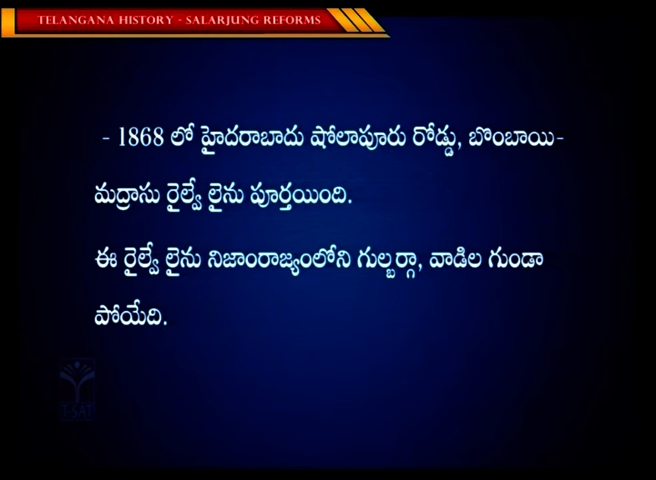 TELANGANA HISTORY - SALARJUNG REFORMS
- 1868 లో హైదరాబాదు షోలాపూరు రోడ్డు, బొంబాయి-
మద్రాసు రైల్వే లైను పూర్తయింది.
ఈ రైల్వే లైను నిజాంరాజ్యంలోని గుల్బర్గా, వాడిల గుండా
పోయేది.
T-SAT